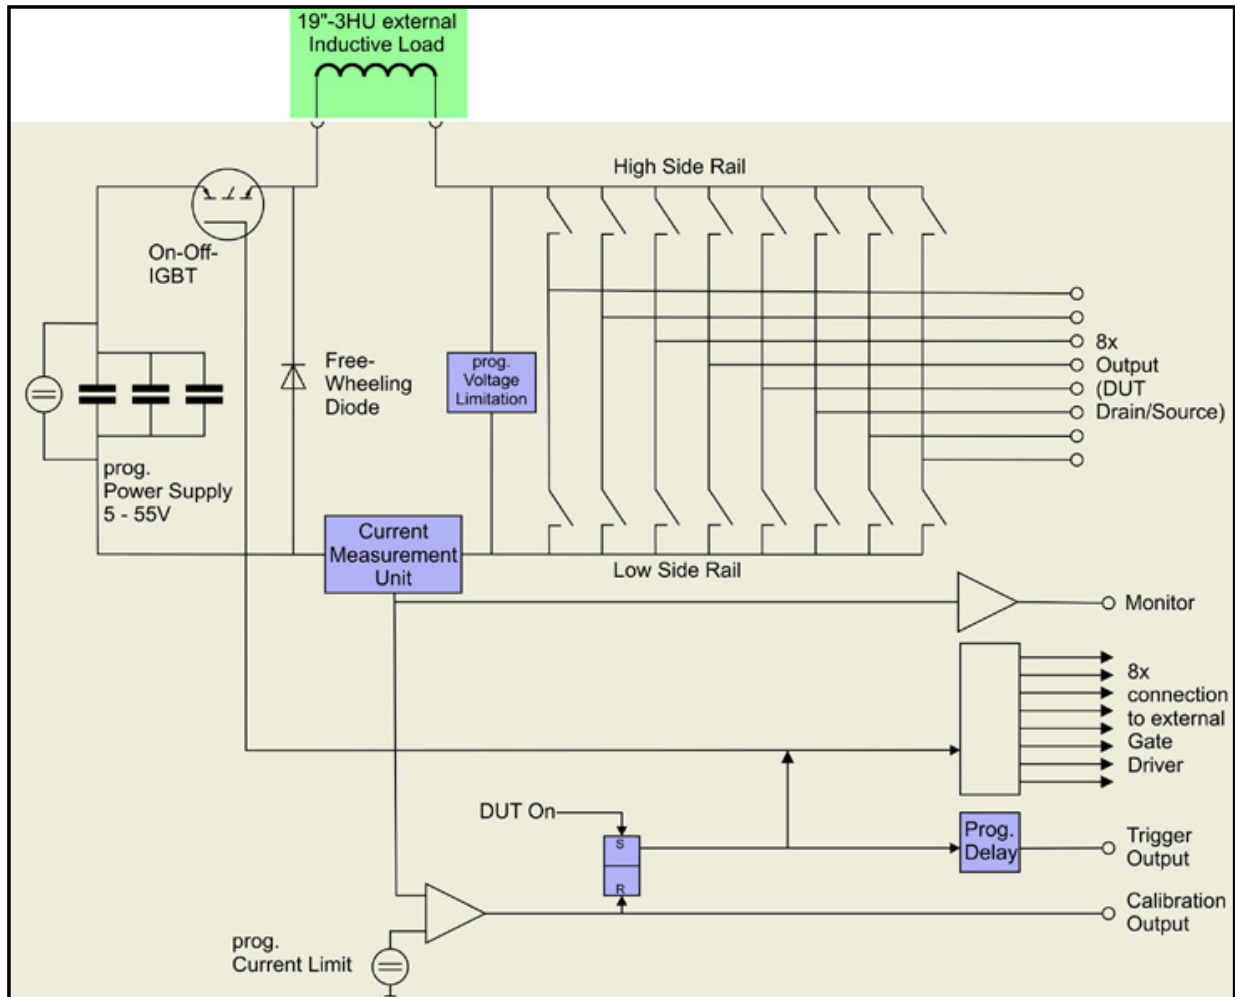 19"-3HU external
Inductive Load
High Side Rail
On-Off-
IGBT
Free-
Wheeling
Diode
prog.
Voltage
Limitation
8x
Output
(DUT
Drain/Source)
prog.
Power Supply
5 - 55V
Current
Measurement
Unit
Low Side Rail
Monitor
8x
connection
to external
Gate
Driver
DUT On
S
R
Prog.
Delay
Trigger
Output
Calibration
Output
prog.
Current Limit